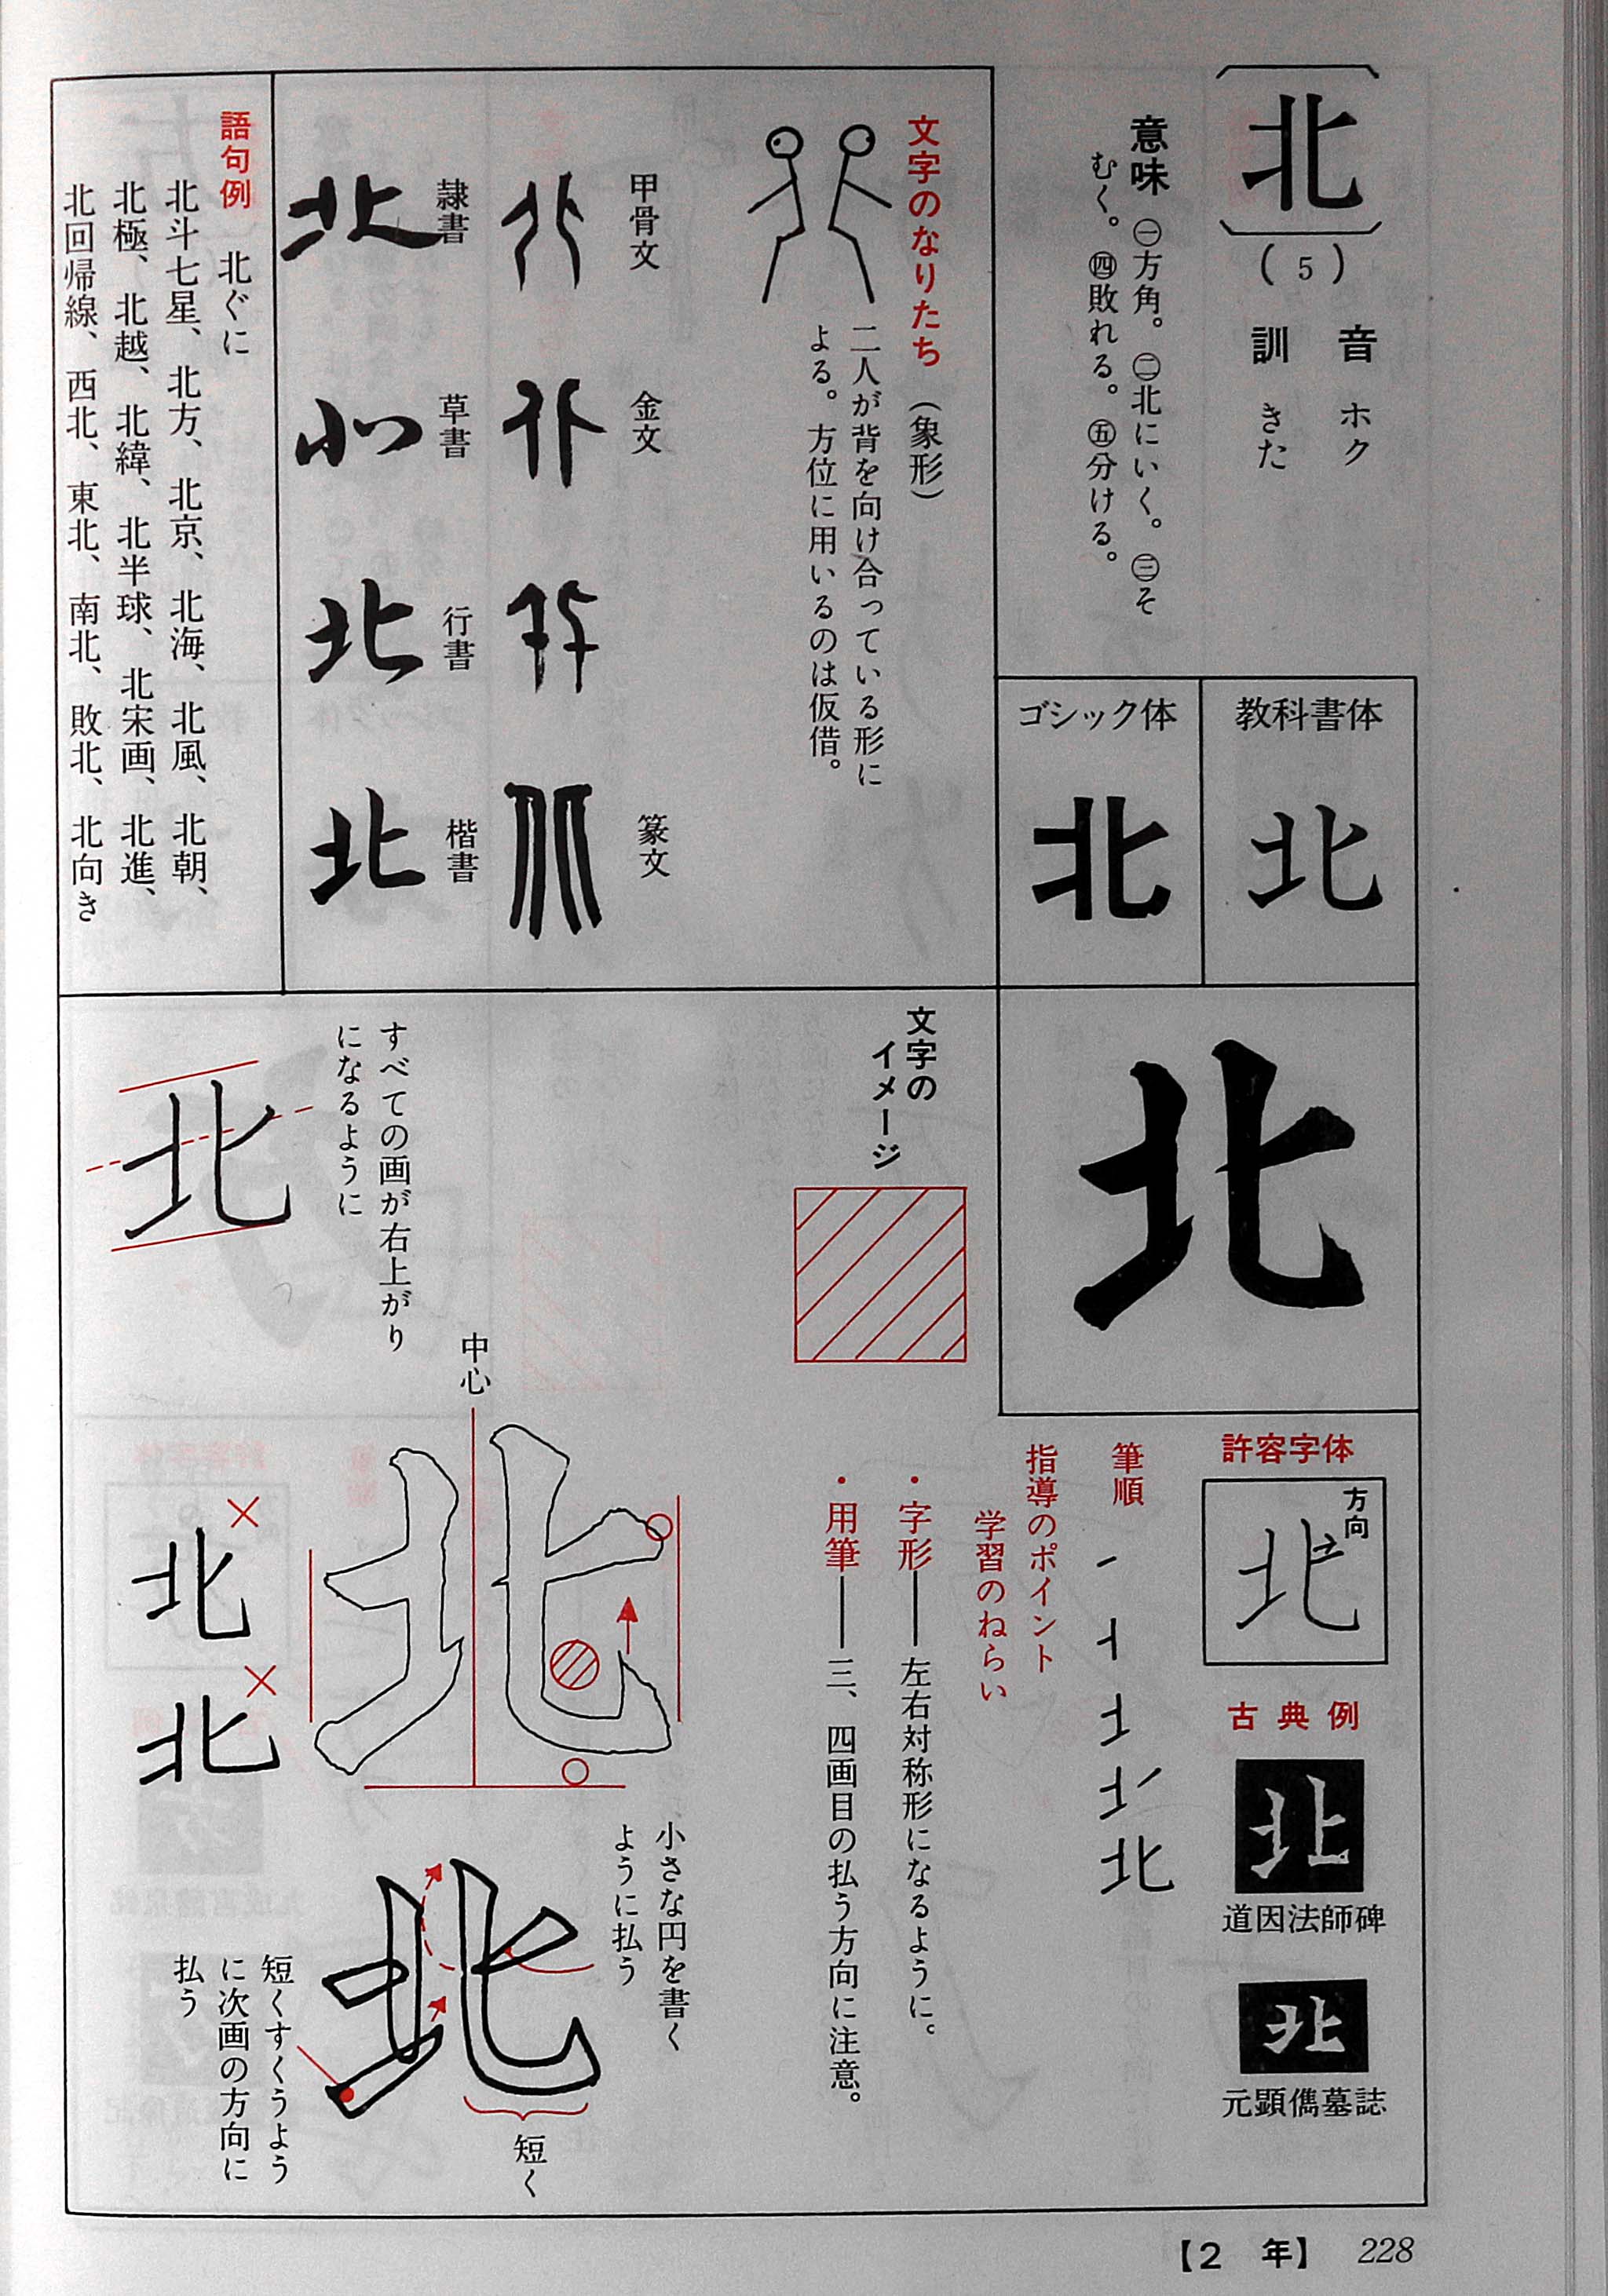 北
(5)
音 ホク
訓 きた
意味 ㊀方角。㊁北にいく。㊂そ
むく。㊃敗れる。㊄分ける。
教科書体
北
ゴシック体
北
文字のなりたち (象形)
二人が背を向け合っている形に
よる。方位に用いるのは仮借。
甲骨文
金文
篆文
隷書
北
草書
北
行書
北
楷書
北
語句例 北ぐに
北斗七星、北方、北京、北海、北風、北朝、
北極、北越、北緯、北半球、北宋画、北進、
北回帰線、西北、東北、南北、敗北、北向き
北
許容字体
方向
北
古典例
北
道因法師碑
北
元顕儁墓誌
筆順
北
指導のポイント
学習のねらい
・字形――左右対称形になるように。
・用筆――三、四画目の払う方向に注意。
文字の
イメージ
すべての画が右上がり
になるように
北
中心
北
北
北
小さな円を書く
ように払う
北
短く
短くすくうよう
に次画の方向に
払う
【2 年】 228